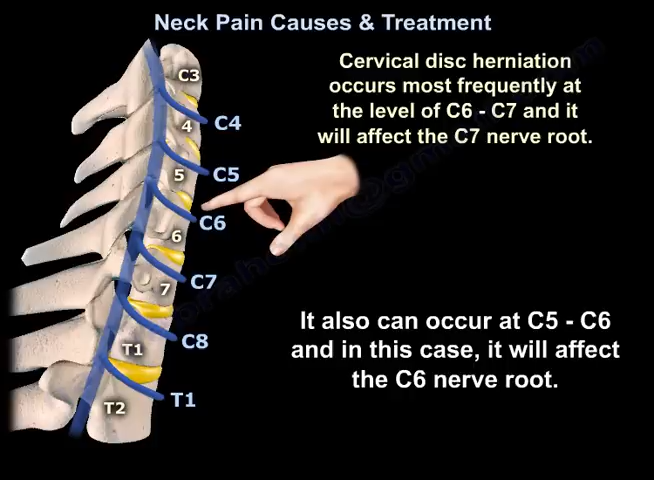 Neck Pain Causes & Treatment
Cervical disc herniation
occurs most frequently at
the level of C6 - C7 and it
will affect the C7 nerve root.
C3
4
C4
5
C5
C6
6
C7
7
C8
T1
T1
T2
It also can occur at C5 - C6
and in this case, it will affect
the C6 nerve root.